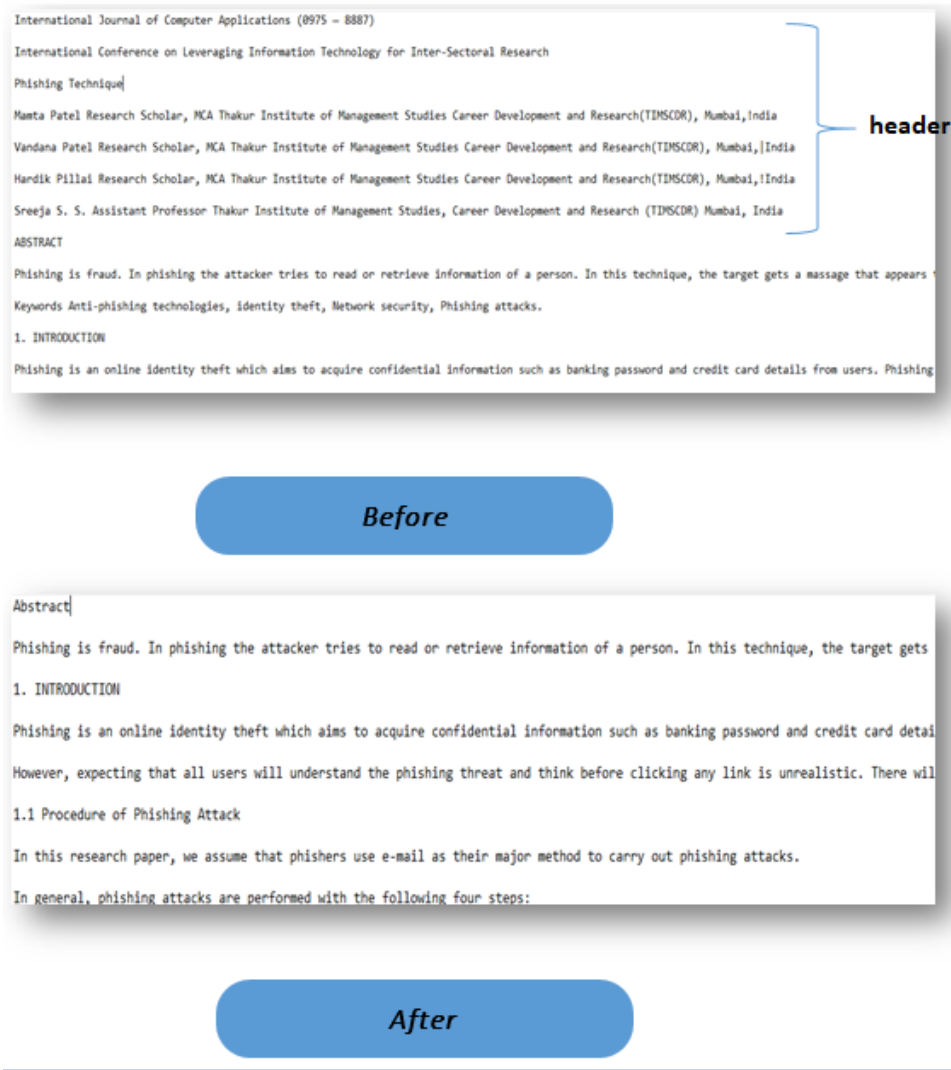 International Journal of Computer Applications (0975 – 8887)
International Conference on Leveraging Information Technology for Inter-Sectoral Research
Phishing Technique
Mamta Patel Research Scholar, MCA Thakur Institute of Management Studies Career Development and Research(TIMSCDR), Mumbai,!ndia
Vandana Patel Research Scholar, MCA Thakur Institute of Management Studies Career Development and Research(TIMSCDR), Mumbai,|India
header
Hardik Pillai Research Scholar, MCA Thakur Institute of Management Studies Career Development and Research(TIMSCDR), Mumbai,!India
Sreeja S. S. Assistant Professor Thakur Institute of Management Studies, Career Development and Research (TIMSCDR) Mumbai, India
ABSTRACT
Phishing is fraud. In phishing the attacker tries to read or retrieve information of a person. In this technique, the target gets a massage that appears
Keywords Anti-phishing technologies, identity theft, Network security, Phishing attacks.
1. INTRODUCTION
Phishing is an online identity theft which aims to acquire confidential information such as banking password and credit card details from users. Phishing
Before
Abstract
Phishing is fraud. In phishing the attacker tries to read or retrieve information of a person. In this technique, the target gets
1. INTRODUCTION
Phishing is an online identity theft which aims to acquire confidential information such as banking password and credit card detai
However, expecting that all users will understand the phishing threat and think before clicking any link is unrealistic. There wil
1.1 Procedure of Phishing Attack
In this research paper, we assume that phishers use e-mail as their major method to carry out phishing attacks.
In general, phishing attacks are performed with the following four steps:
After